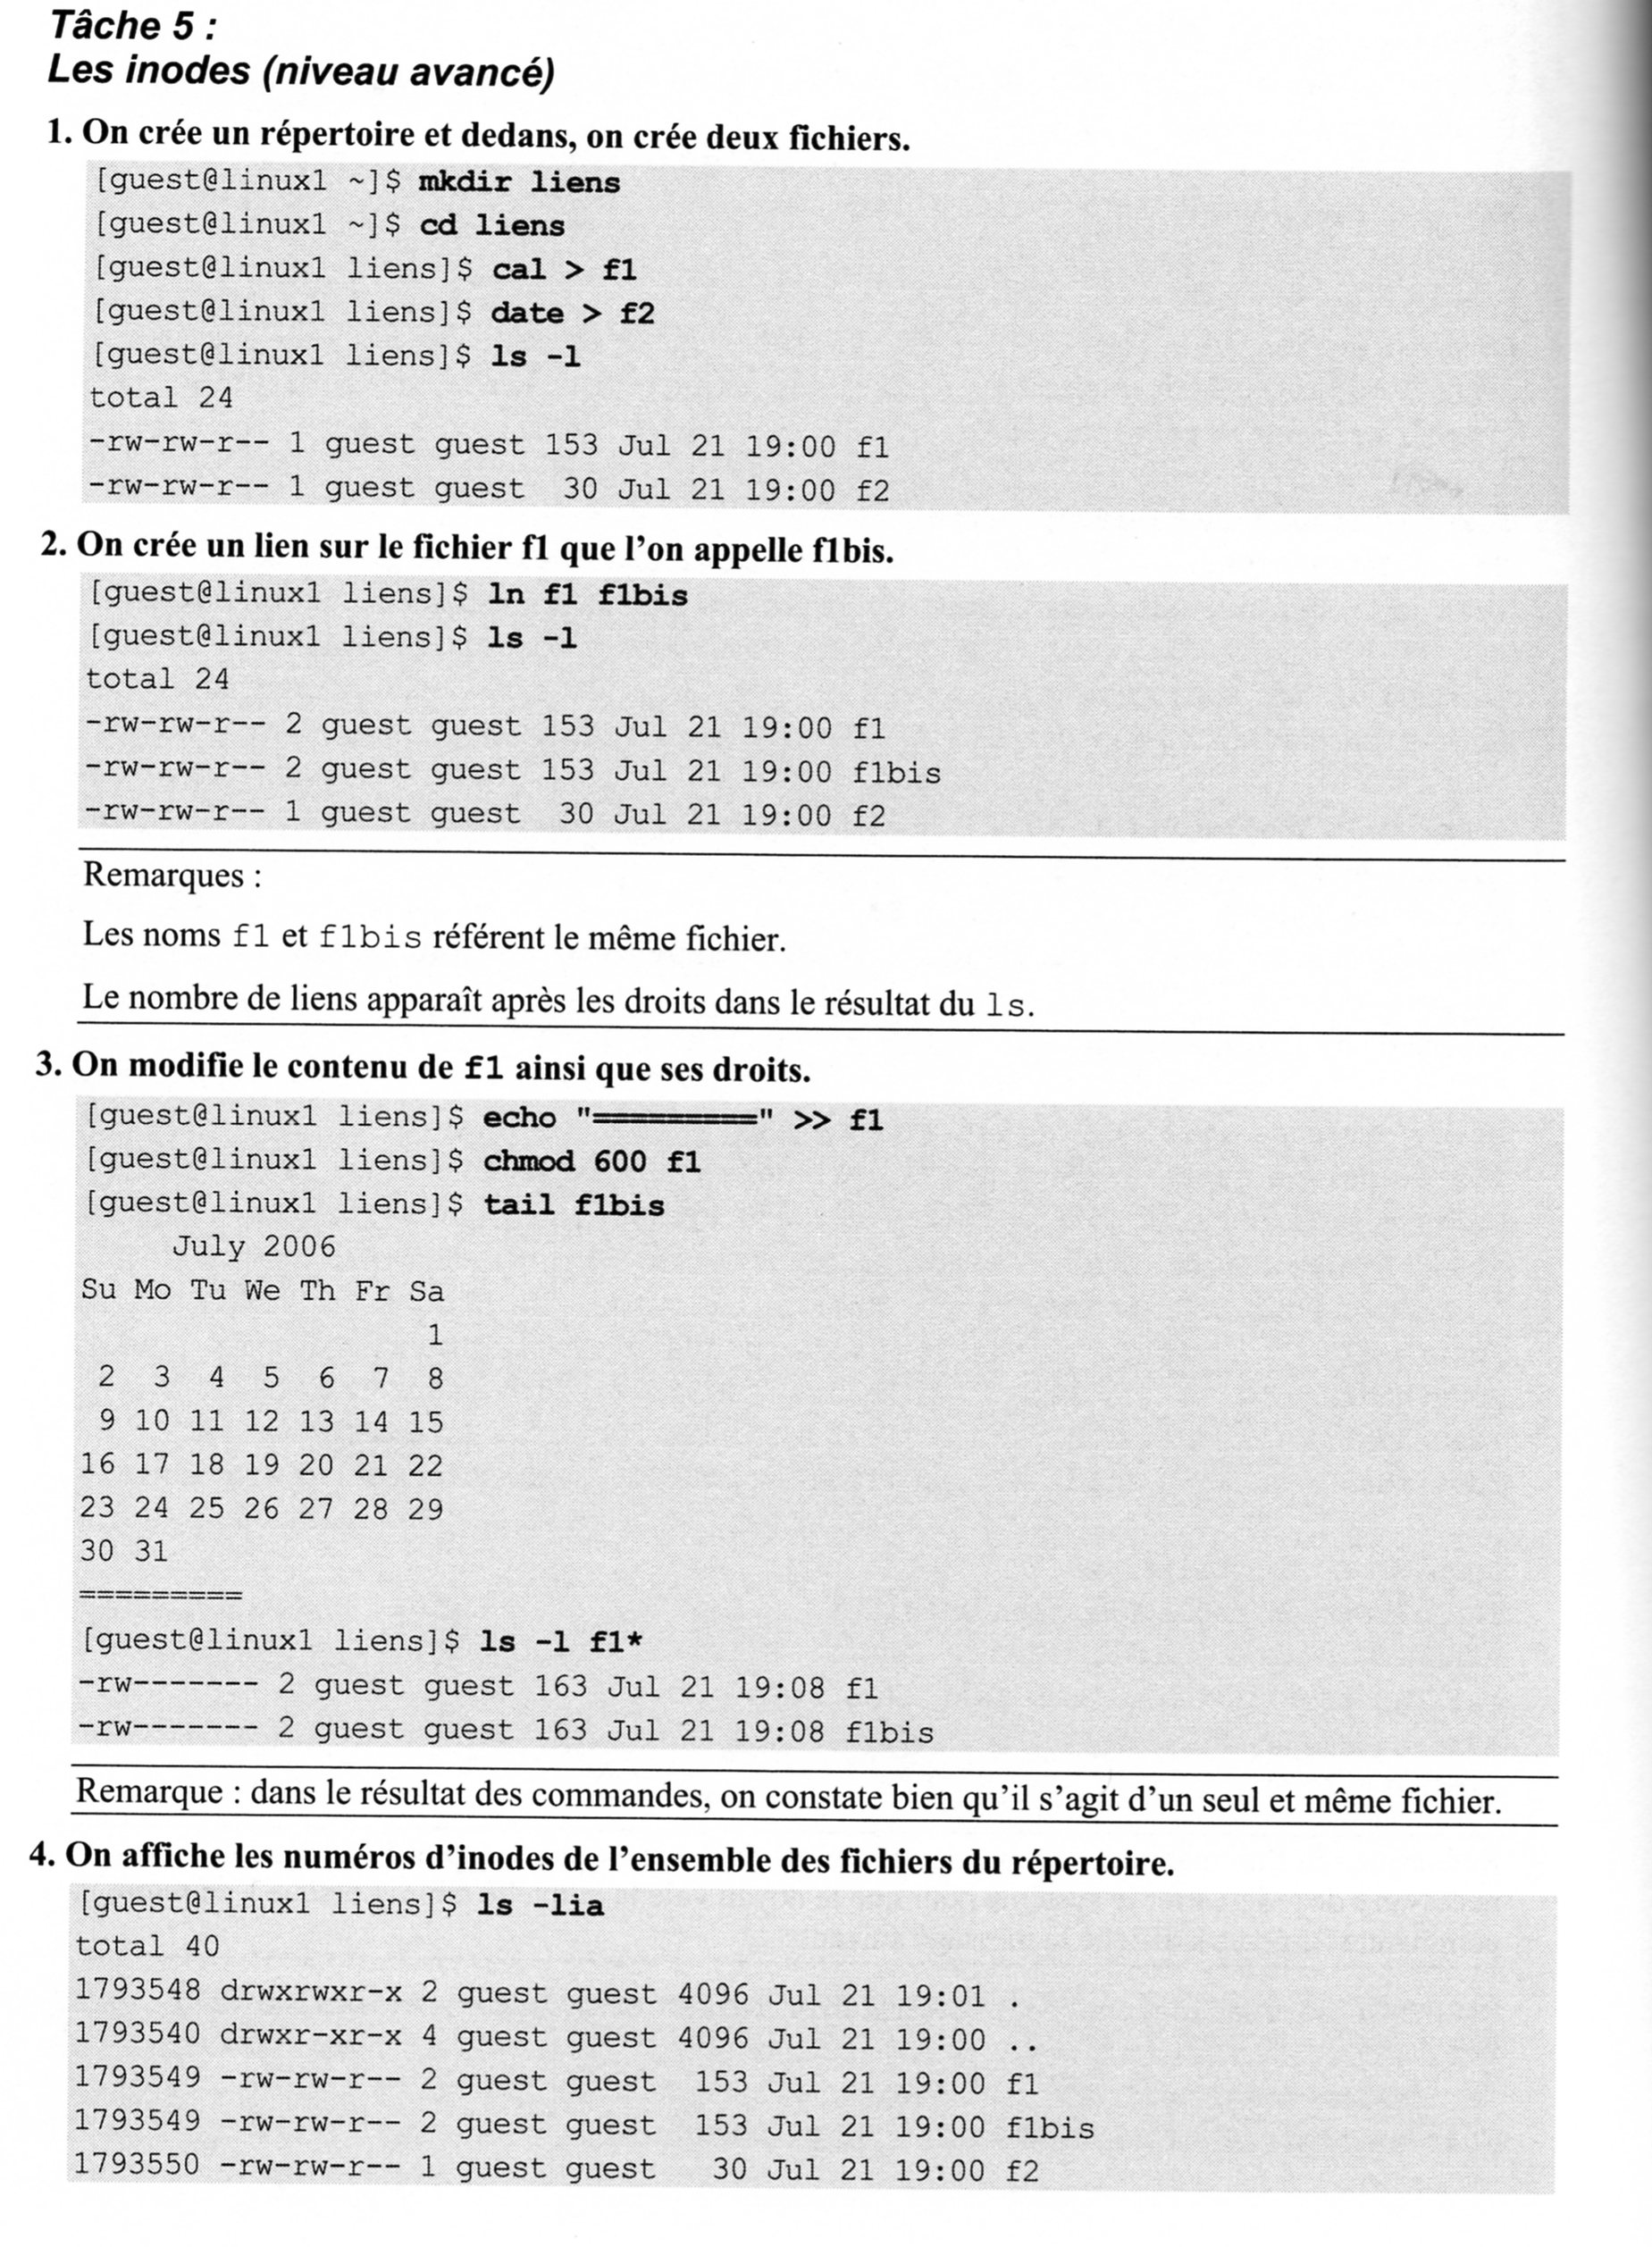 Tâche 5 :
Les inodes (niveau avancé)
1. On crée un répertoire et dedans, on crée deux fichiers.
[guest@linux1 ~]$ mkdir liens
[guest@linux1 ~]$ cd liens
[guest@linux1 liens]$ cal > f1
[guest@linux1 liens]$ date > f2
[guest@linux1 liens]$ ls -l
total 24
-rw-rw-r-- 1 guest guest 153 Jul 21 19:00 f1
-rw-rw-r-- 1 guest guest  30 Jul 21 19:00 f2
2. On crée un lien sur le fichier f1 que l'on appelle f1bis.
[guest@linux1 liens]$ ln f1 f1bis
[guest@linux1 liens]$ ls -l
total 24
-rw-rw-r-- 2 guest guest 153 Jul 21 19:00 f1
-rw-rw-r-- 2 guest guest 153 Jul 21 19:00 f1bis
-rw-rw-r-- 1 guest guest  30 Jul 21 19:00 f2
Remarques :
Les noms f1 et f1bis référent le même fichier.
Le nombre de liens apparaît après les droits dans le résultat du ls.
3. On modifie le contenu de f1 ainsi que ses droits.
[guest@linux1 liens]$ echo "=========" >> f1
[guest@linux1 liens]$ chmod 600 f1
[guest@linux1 liens]$ tail f1bis
     July 2006
Su Mo Tu We Th Fr Sa
                   1
 2  3  4  5  6  7  8
 9 10 11 12 13 14 15
16 17 18 19 20 21 22
23 24 25 26 27 28 29
30 31
=========
[guest@linux1 liens]$ ls -l f1*
-rw------- 2 guest guest 163 Jul 21 19:08 f1
-rw------- 2 guest guest 163 Jul 21 19:08 f1bis
Remarque : dans le résultat des commandes, on constate bien qu'il s'agit d'un seul et même fichier.
4. On affiche les numéros d'inodes de l'ensemble des fichiers du répertoire.
[guest@linux1 liens]$ ls -lia
total 40
1793548 drwxrwxr-x 2 guest guest 4096 Jul 21 19:01 .
1793540 drwxr-xr-x 4 guest guest 4096 Jul 21 19:00 ..
1793549 -rw-rw-r-- 2 guest guest  153 Jul 21 19:00 f1
1793549 -rw-rw-r-- 2 guest guest  153 Jul 21 19:00 f1bis
1793550 -rw-rw-r-- 1 guest guest   30 Jul 21 19:00 f2